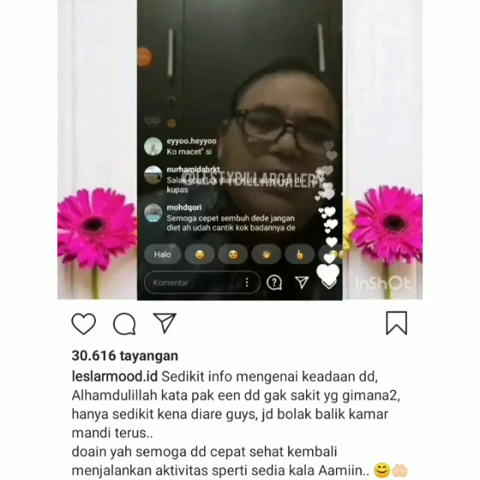 eyyoo.heyyoo
Ko macet" si
nurhamidahrkt
kupas
mohdqori
Semoga cepet sembuh dede jangan
diet ah udah cantik kok badannya de
Halo
Komentar
InShOt
30.616 tayangan
leslarmood.id Sedikit info mengenai keadaan dd,
Alhamdulillah kata pak een dd gak sakit yg gimana2,
hanya sedikit kena diare guys, jd bolak balik kamar
mandi terus..
doain yah semoga dd cepat sehat kembali
menjalankan aktivitas sperti sedia kala Aamiin.. 😊🤲🏻